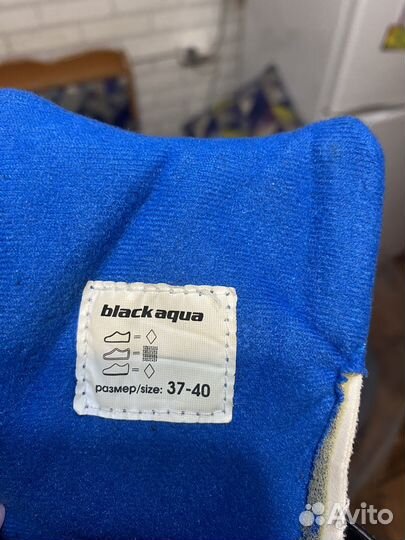 blackaqua
=
=
=
размер/size: 37-40
Avito